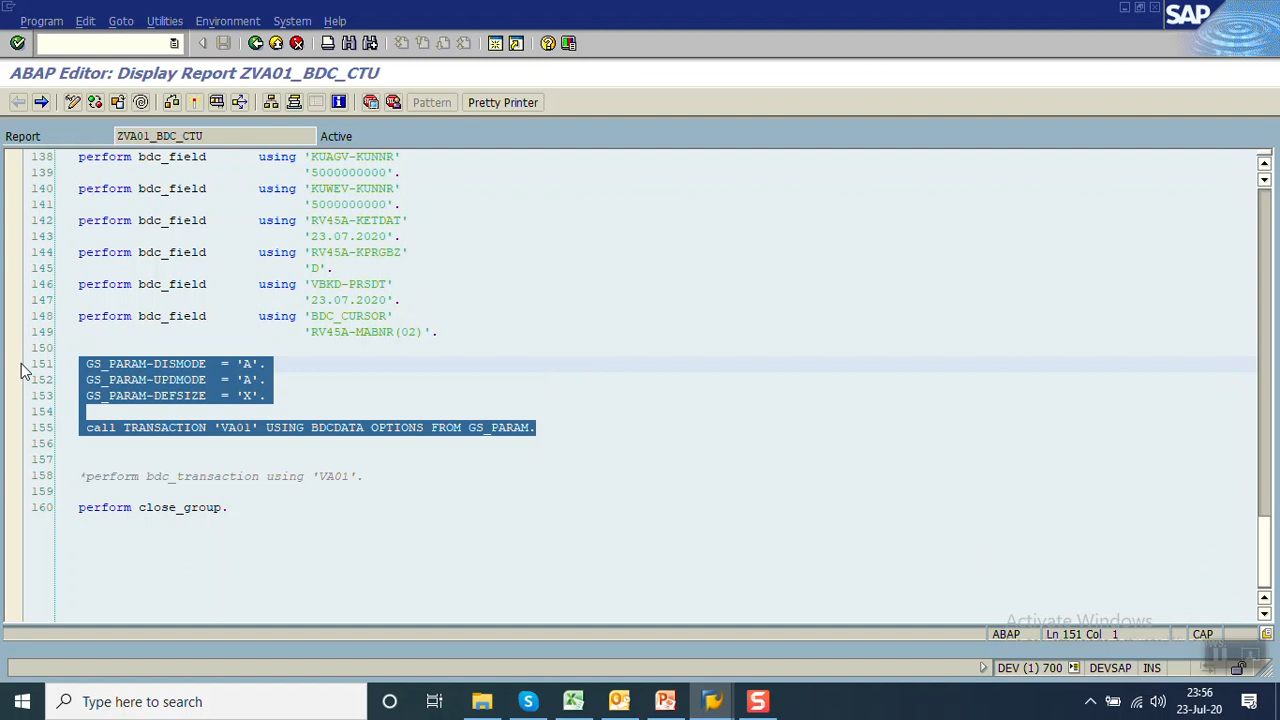 Program Edit Goto Utilities Environment System Help
SAP
ABAP Editor: Display Report ZVA01_BDC_CTU
Pattern Pretty Printer
Report ZVA01_BDC_CTU Active
138 perform bdc_field using 'KUAGV-KUNNR'
139 '5000000000'.
140 perform bdc_field using 'KUWEV-KUNNR'
141 '5000000000'.
142 perform bdc_field using 'RV45A-KETDAT'
143 '23.07.2020'.
144 perform bdc_field using 'RV45A-KPRGBZ'
145 'D'.
146 perform bdc_field using 'VBKD-PRSDT'
147 '23.07.2020'.
148 perform bdc_field using 'BDC_CURSOR'
149 'RV45A-MABNR(02)'.
150
151 GS_PARAM-DISMODE = 'A'.
152 GS_PARAM-UPDMODE = 'A'.
153 GS_PARAM-DEFSIZE = 'X'.
154
155 call TRANSACTION 'VA01' USING BDCDATA OPTIONS FROM GS_PARAM.
156
157
158 *perform bdc_transaction using 'VA01'.
159
160 perform close_group.
Activate Windows
ABAP Ln 151 Col 1 CAP
DEV (1) 700 DEVSAP INS
Type here to search
23:56
23-Jul-20